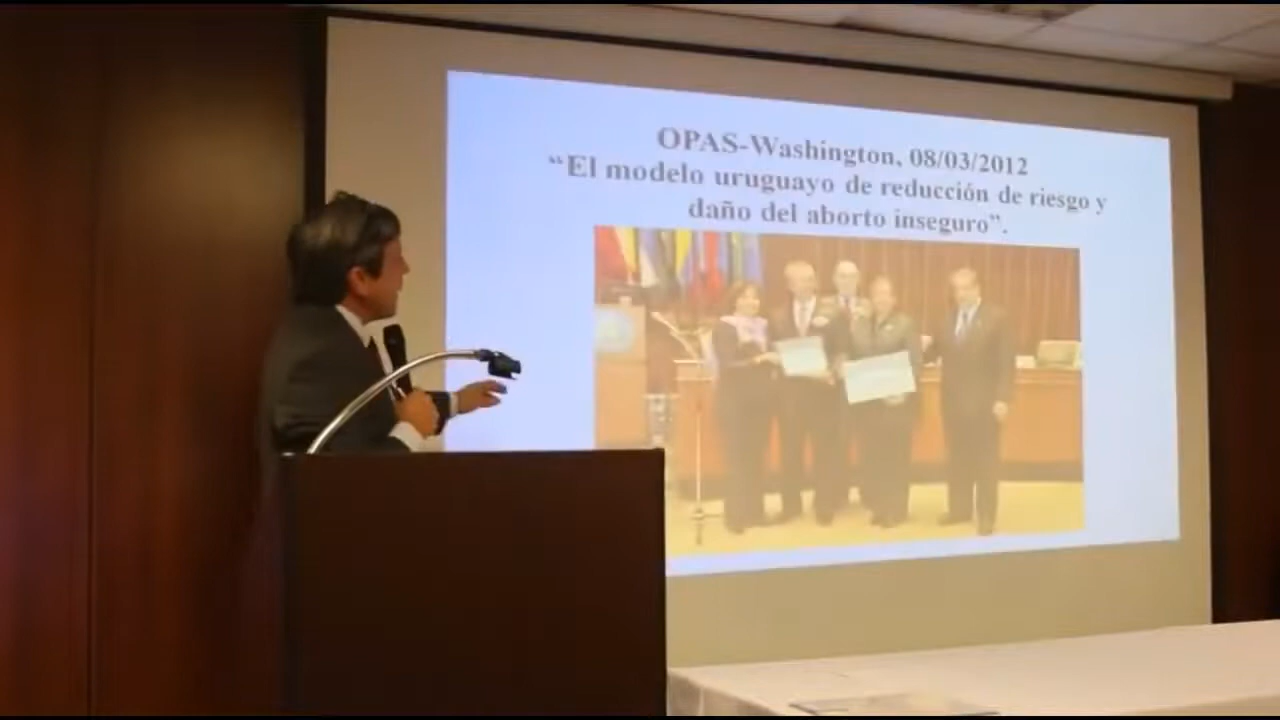 OPAS-Washington, 08/03/2012
“El modelo uruguayo de reducción de riesgo y
daño del aborto inseguro”.